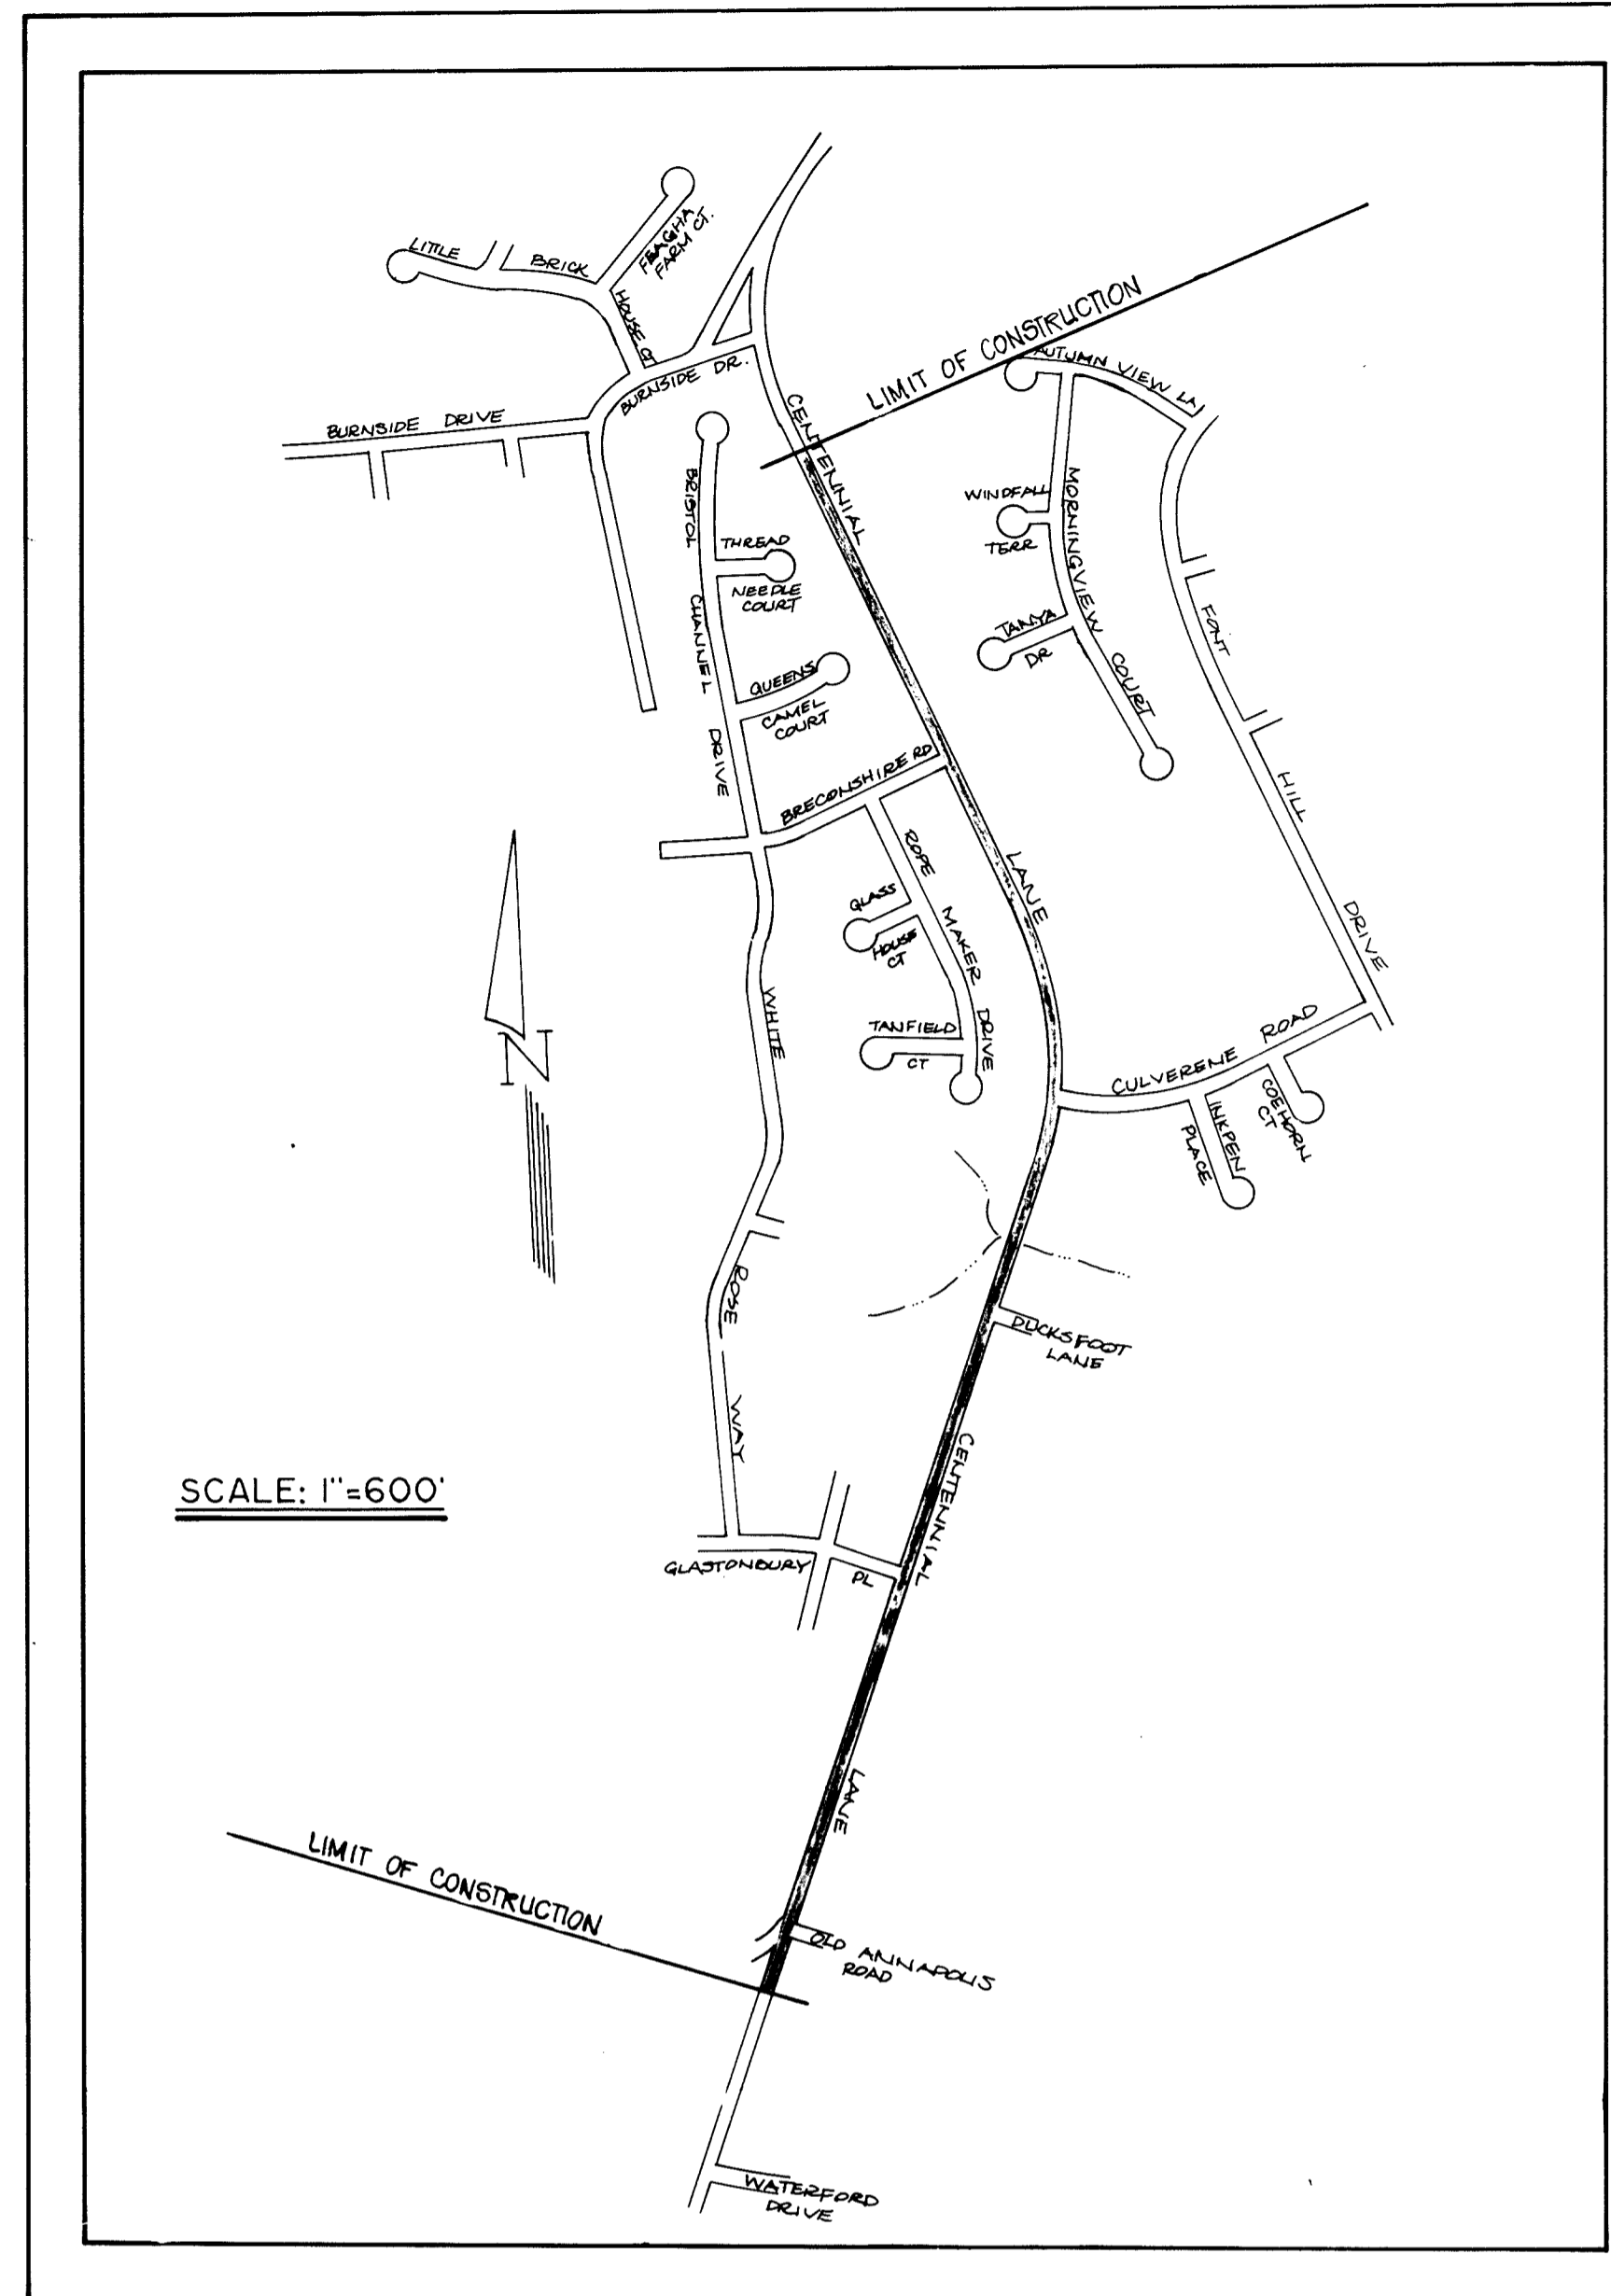 LITTLE BRICK HOUSE CT
FEAGHA
FARM CT.
BURNSIDE DR.
BURNSIDE DRIVE
LIMIT OF CONSTRUCTION
AUTUMN VIEW LA
CENTENNIAL LANE
BRISTOL CHANNEL DRIVE
THREAD
NEEDLE
COURT
WINDFALL
TERR
MORNINGVIEW COURT
TANYA
DR
FONT HILL DRIVE
QUEENS
CAMEL
COURT
BRECONSHIRE RD
ROPE MAKER DRIVE
GLASS
HOUSE
CT
TANFIELD
CT
WHITE ROSE WAY
N
CULVERENE ROAD
COEHORN
CT
INKPEN
PLACE
DUCKSFOOT
LANE
CENTENNIAL LANE
SCALE: 1"=600'
GLASTONBURY PL
LIMIT OF CONSTRUCTION
OLD ANNAPOLIS
ROAD
WATERFORD
DRIVE